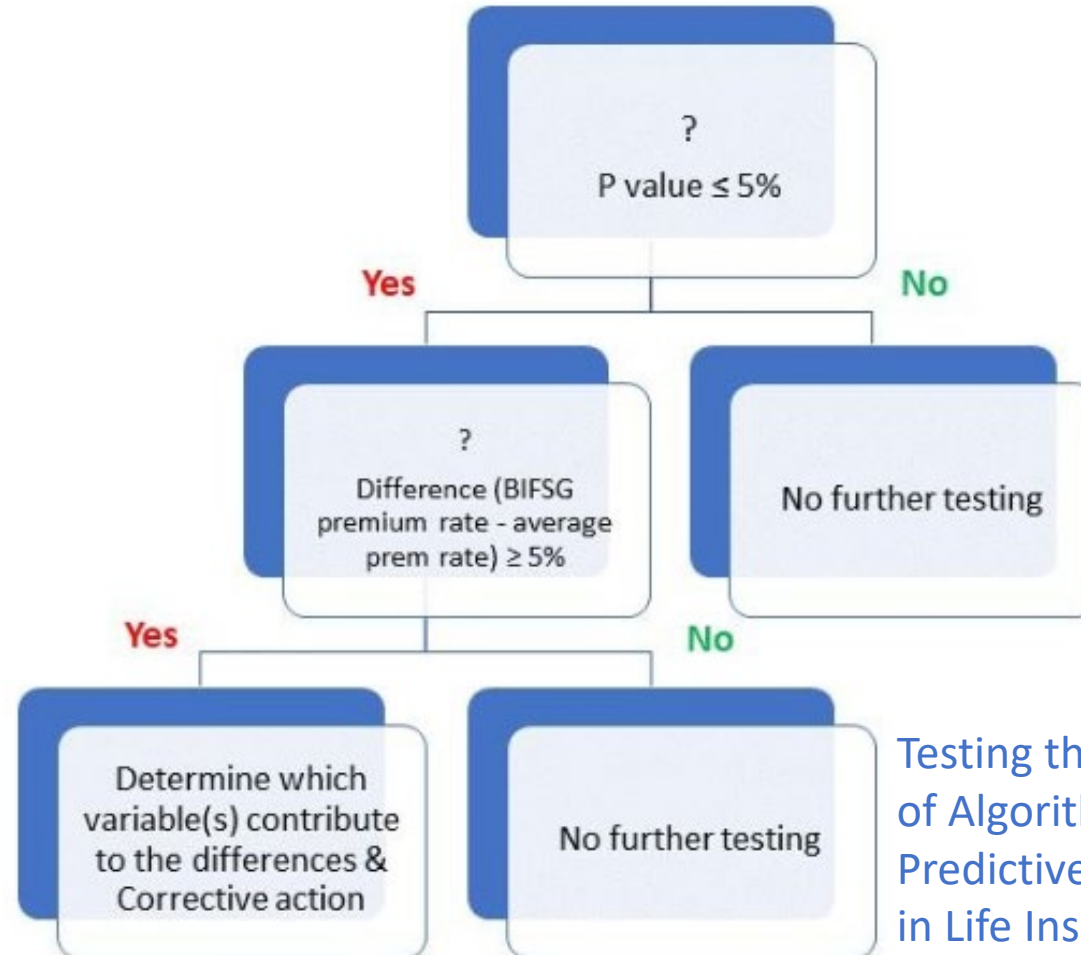 ?
P value ≤ 5%
Yes
No
?
Difference (BIFSG
premium rate - average
prem rate) ≥ 5%
No further testing
Yes
No
Determine which
variable(s) contribute
to the differences &
Corrective action
No further testing
Testing th
of Algorith
Predictive
in Life Ins